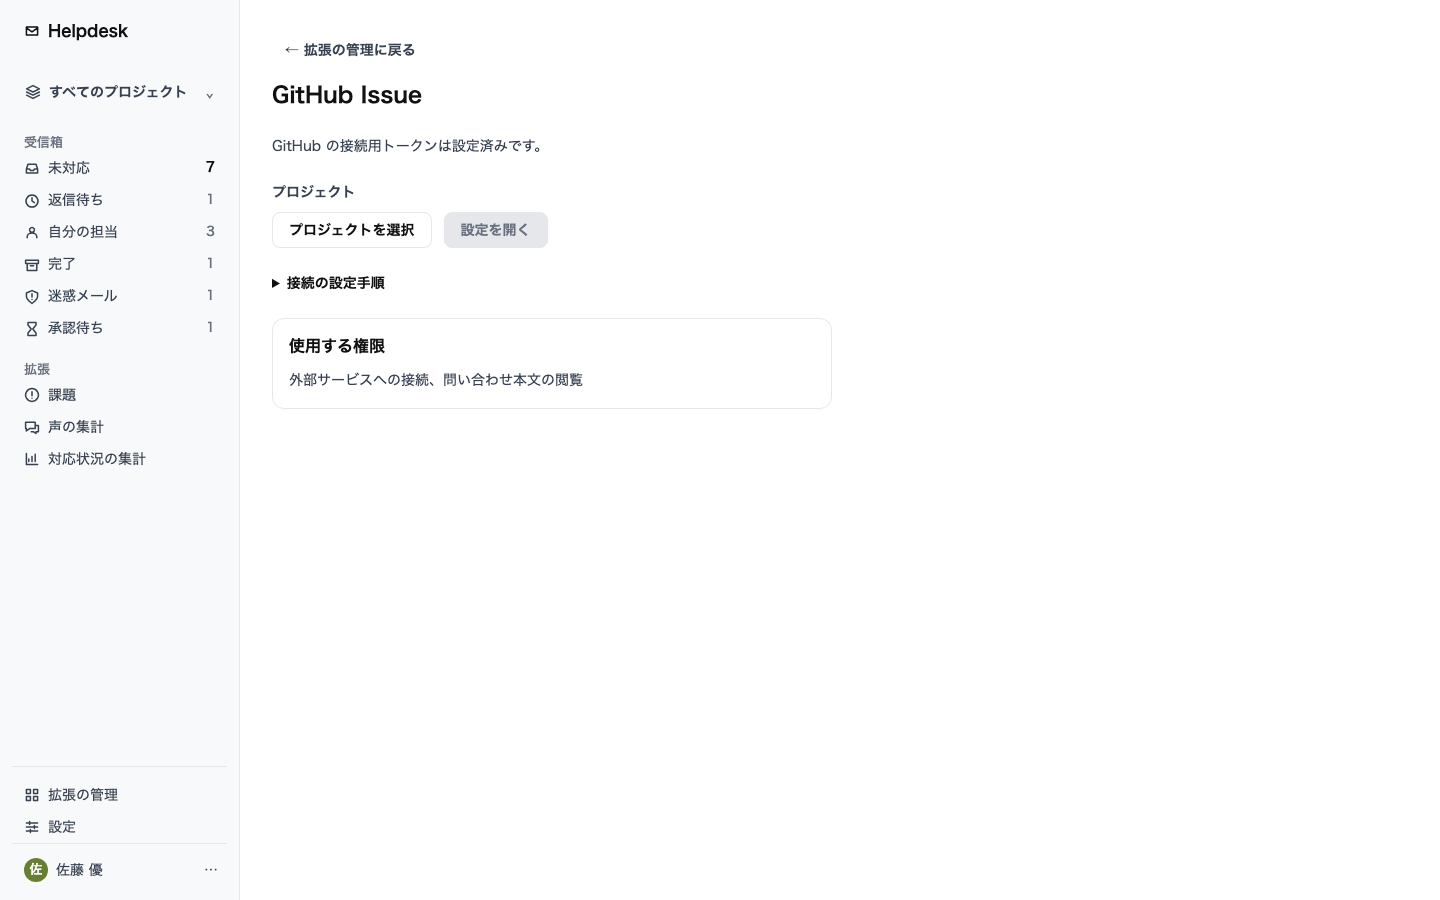 Helpdesk
すべてのプロジェクト
受信箱
未対応 7
返信待ち 1
自分の担当 3
完了 1
迷惑メール 1
承認待ち 1
拡張
課題
声の集計
対応状況の集計
拡張の管理
設定
佐 佐藤 優 …
← 拡張の管理に戻る
GitHub Issue
GitHub の接続用トークンは設定済みです。
プロジェクト
プロジェクトを選択 設定を開く
▶ 接続の設定手順
使用する権限
外部サービスへの接続、問い合わせ本文の閲覧